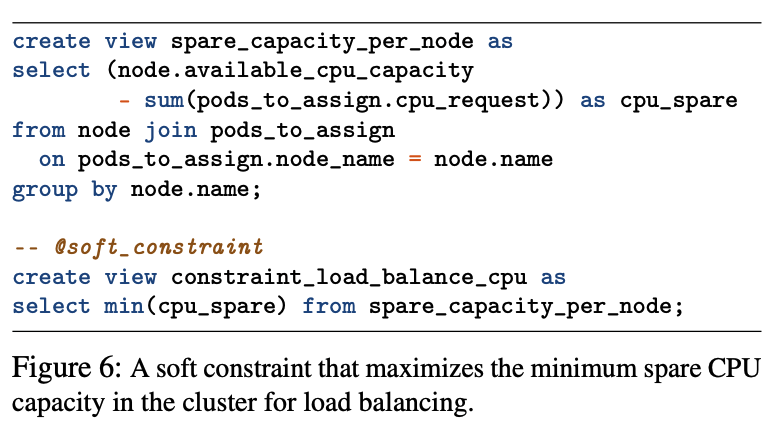 create view spare_capacity_per_node as
select (node.available_cpu_capacity
        - sum(pods_to_assign.cpu_request)) as cpu_spare
from node join pods_to_assign
  on pods_to_assign.node_name = node.name
group by node.name;

-- @soft_constraint
create view constraint_load_balance_cpu as
select min(cpu_spare) from spare_capacity_per_node;
Figure 6: A soft constraint that maximizes the minimum spare CPU
capacity in the cluster for load balancing.